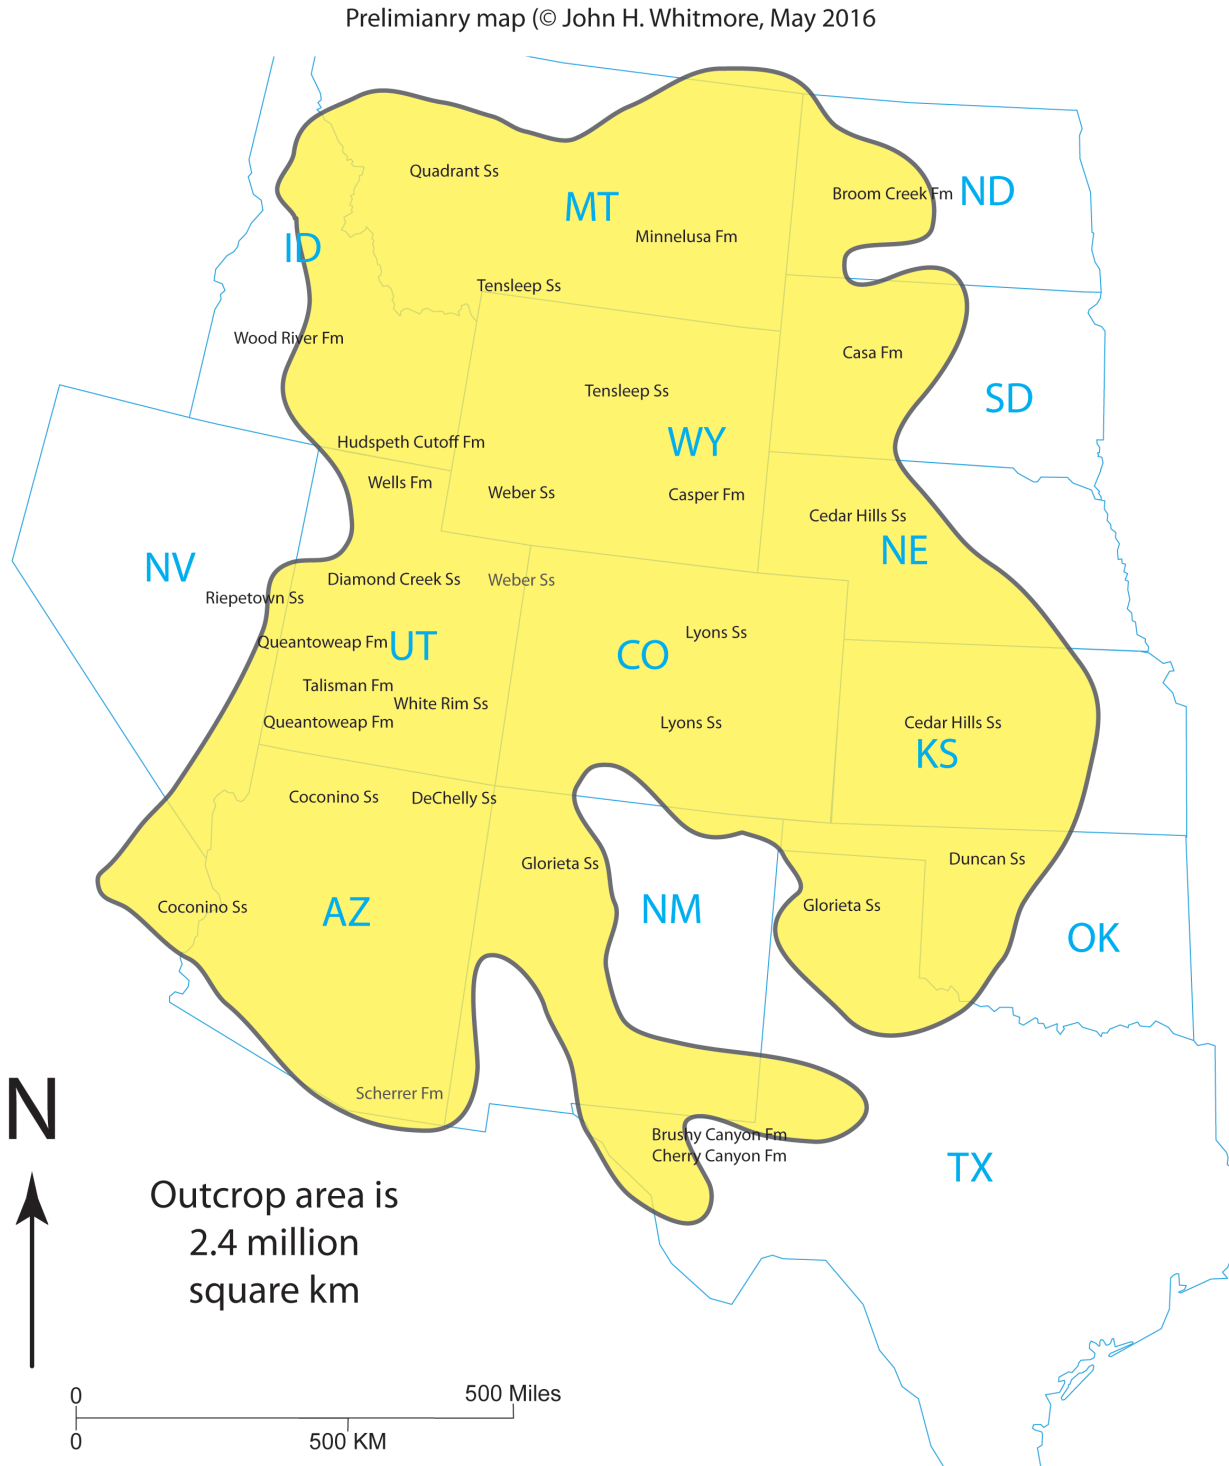 Prelimianry map (© John H. Whitmore, May 2016
Quadrant Ss
MT
Broom Creek Fm
ND
Minnelusa Fm
ID
Tensleep Ss
Wood River Fm
Casa Fm
Tensleep Ss
SD
Hudspeth Cutoff Fm
WY
Wells Fm
Weber Ss
Casper Fm
Cedar Hills Ss
NE
NV
Diamond Creek Ss
Weber Ss
Riepetown Ss
Lyons Ss
Queantoweap Fm
UT
CO
Talisman Fm
White Rim Ss
Queantoweap Fm
Lyons Ss
Cedar Hills Ss
KS
Coconino Ss
DeChelly Ss
Glorieta Ss
Duncan Ss
Coconino Ss
AZ
NM
Glorieta Ss
OK
Scherrer Fm
N
Brushy Canyon Fm
Cherry Canyon Fm
TX
Outcrop area is
2.4 million
square km
0
500 Miles
0
500 KM